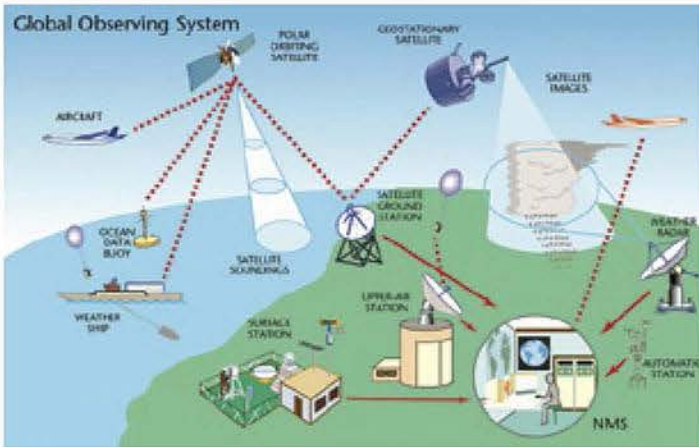 Global Observing System
POLAR
ORBITING
SATELLITE
GEOSTATIONARY
SATELLITE
SATELLITE
IMAGES
AIRCRAFT
OCEAN
DATA
BUOY
SATELLITE
SOUNDINGS
SATELLITE
GROUND
STATION
WEATHER
RADAR
WEATHER
SHIP
UPPER-AIR
STATION
SURFACE
STATION
AUTOMATIC
STATION
NMS